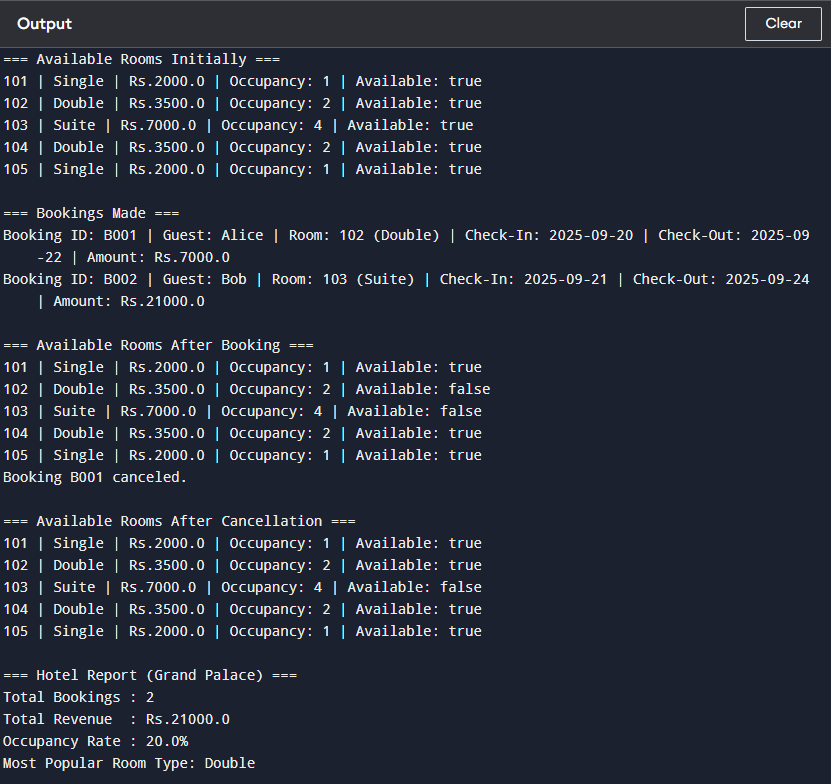 Output
Clear
=== Available Rooms Initially ===
101 | Single | Rs.2000.0 | Occupancy: 1 | Available: true
102 | Double | Rs.3500.0 | Occupancy: 2 | Available: true
103 | Suite | Rs.7000.0 | Occupancy: 4 | Available: true
104 | Double | Rs.3500.0 | Occupancy: 2 | Available: true
105 | Single | Rs.2000.0 | Occupancy: 1 | Available: true
=== Bookings Made ===
Booking ID: B001 | Guest: Alice | Room: 102 (Double) | Check-In: 2025-09-20 | Check-Out: 2025-09
-22 | Amount: Rs.7000.0
Booking ID: B002 | Guest: Bob | Room: 103 (Suite) | Check-In: 2025-09-21 | Check-Out: 2025-09-24
| Amount: Rs.21000.0
=== Available Rooms After Booking ===
101 | Single | Rs.2000.0 | Occupancy: 1 | Available: true
102 | Double | Rs.3500.0 | Occupancy: 2 | Available: false
103 | Suite | Rs.7000.0 | Occupancy: 4 | Available: false
104 | Double | Rs.3500.0 | Occupancy: 2 | Available: true
105 | Single | Rs.2000.0 | Occupancy: 1 | Available: true
Booking B001 canceled.
=== Available Rooms After Cancellation ===
101 | Single | Rs.2000.0 | Occupancy: 1 | Available: true
102 | Double | Rs.3500.0 | Occupancy: 2 | Available: true
103 | Suite | Rs.7000.0 | Occupancy: 4 | Available: false
104 | Double | Rs.3500.0 | Occupancy: 2 | Available: true
105 | Single | Rs.2000.0 | Occupancy: 1 | Available: true
=== Hotel Report (Grand Palace) ===
Total Bookings : 2
Total Revenue  : Rs.21000.0
Occupancy Rate : 20.0%
Most Popular Room Type: Double